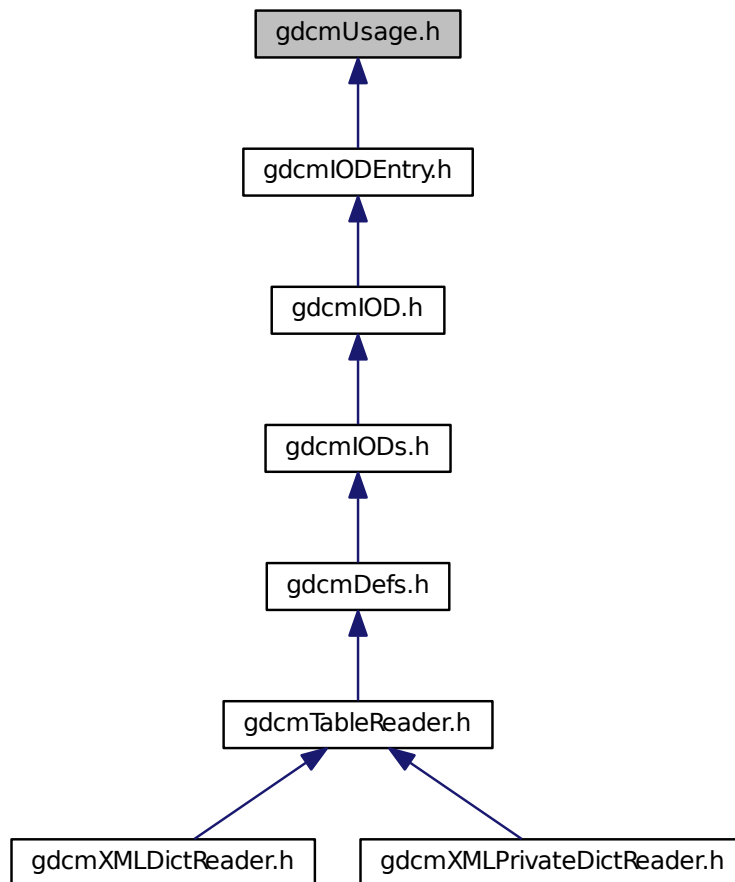 gdcmUsage.h
gdcmIODEntry.h
gdcmIOD.h
gdcmIODs.h
gdcmDefs.h
gdcmTableReader.h
gdcmXMLDictReader.h
gdcmXMLPrivateDictReader.h